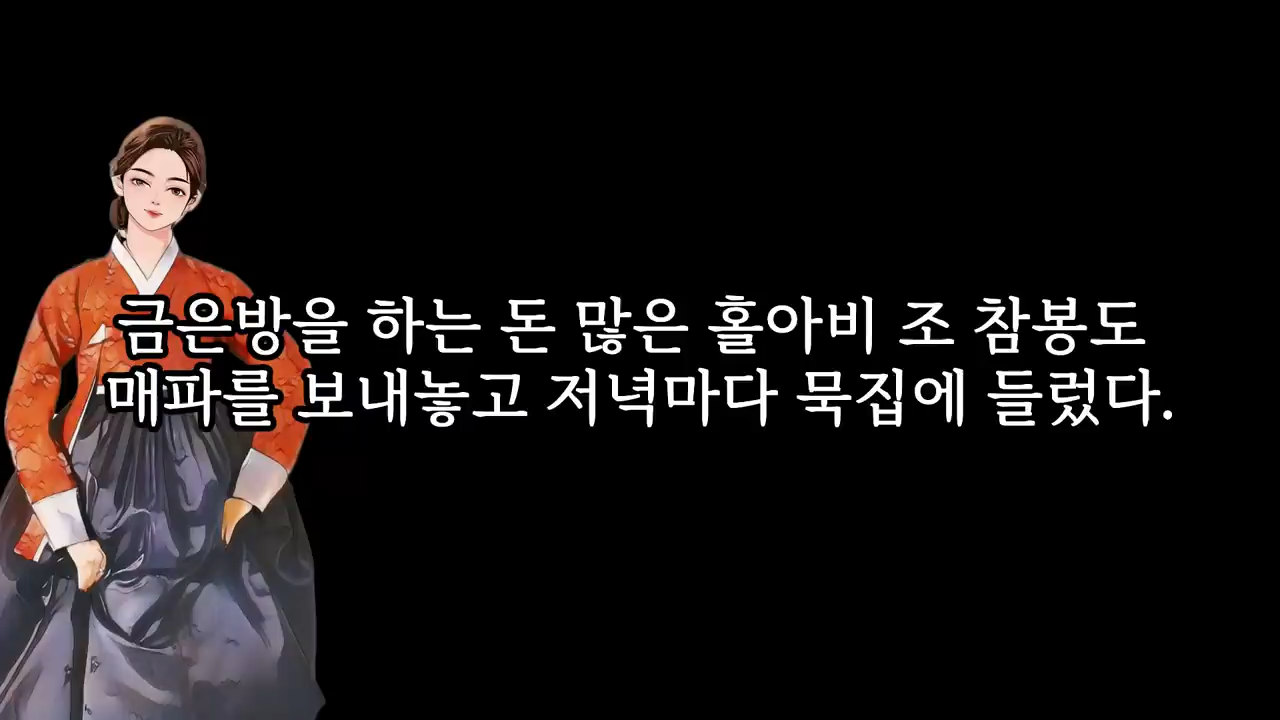 금은방을 하는 돈 많은 홀아비 조 참봉도
매파를 보내놓고 저녁마다 묵집에 들렀다.